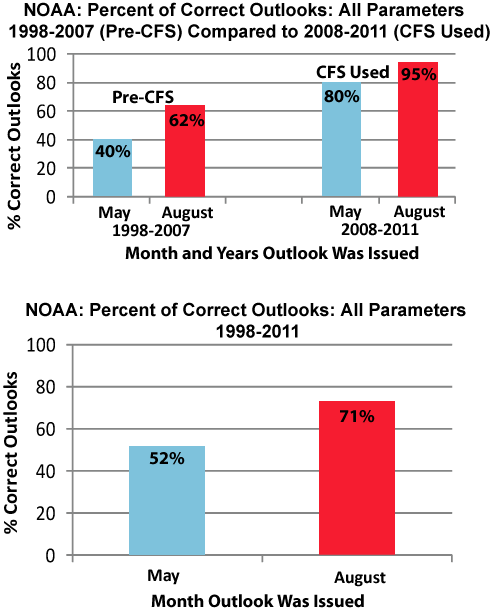 NOAA: Percent of Correct Outlooks: All Parameters
1998-2007 (Pre-CFS) Compared to 2008-2011 (CFS Used)
% Correct Outlooks
100
80
60
40
20
0
Pre-CFS
CFS Used
40%
62%
80%
95%
May
August
May
August
1998-2007
2008-2011
Month and Years Outlook Was Issued
NOAA: Percent of Correct Outlooks: All Parameters
1998-2011
% Correct Outlooks
100
80
60
40
20
0
52%
71%
May
August
Month Outlook Was Issued